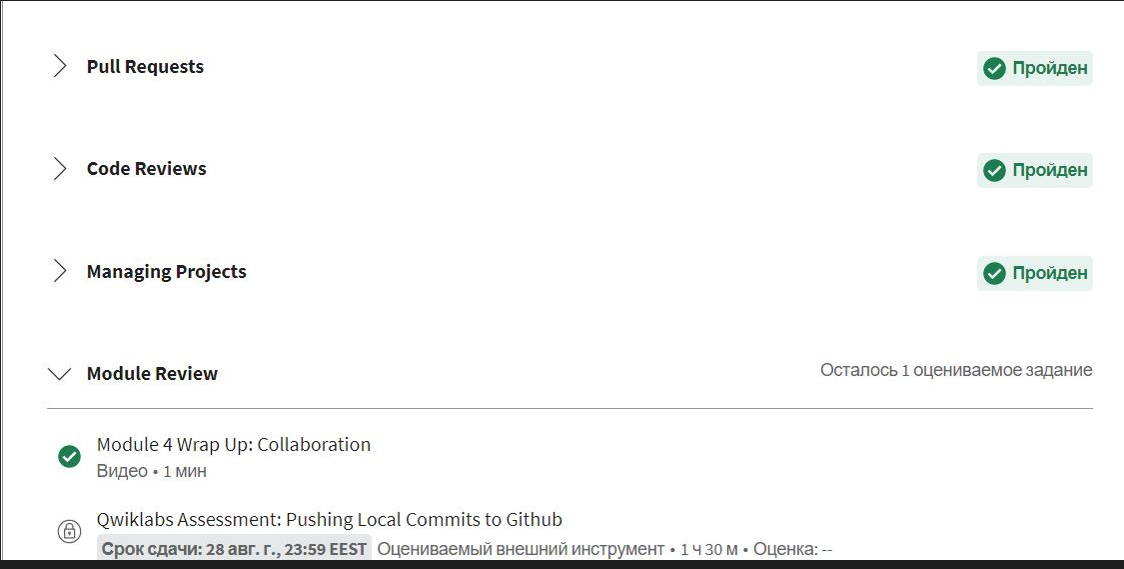 Pull Requests
Пройден
Code Reviews
Пройден
Managing Projects
Пройден
Module Review
Осталось 1 оцениваемое задание
Module 4 Wrap Up: Collaboration
Видео • 1 мин
Qwiklabs Assessment: Pushing Local Commits to Github
Срок сдачи: 28 авг. г., 23:59 EEST Оцениваемый внешний инструмент • 1 ч 30 м • Оценка: --